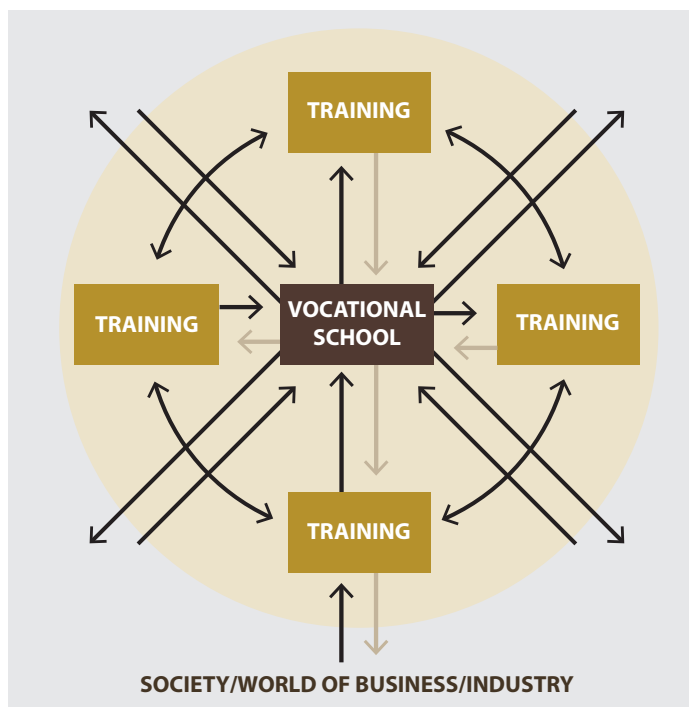 TRAINING
TRAINING
VOCATIONAL
SCHOOL
TRAINING
TRAINING
SOCIETY/WORLD OF BUSINESS/INDUSTRY